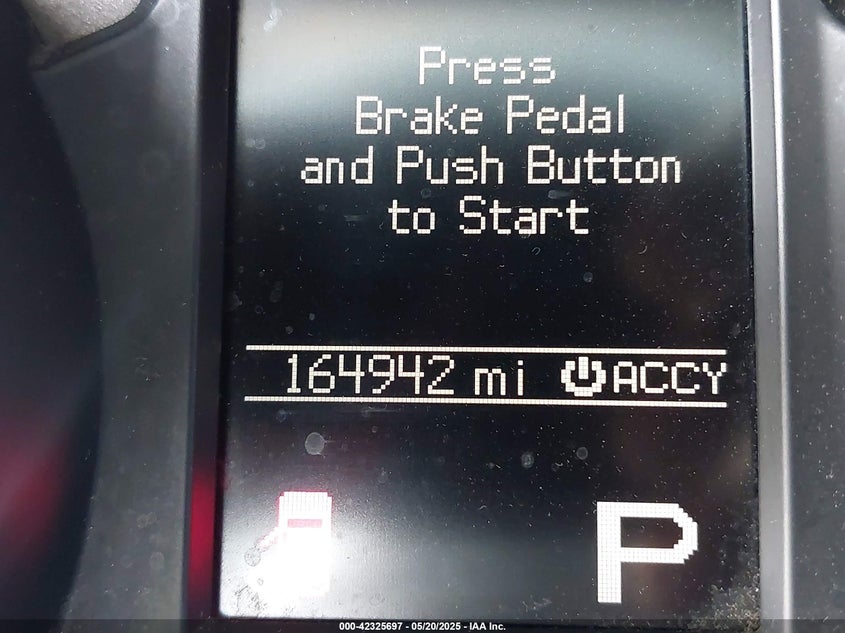 Press
Brake Pedal
and Push Button
to Start
164942 mi ACCY
P
000-42325697 - 05/20/2025 - IAA Inc.